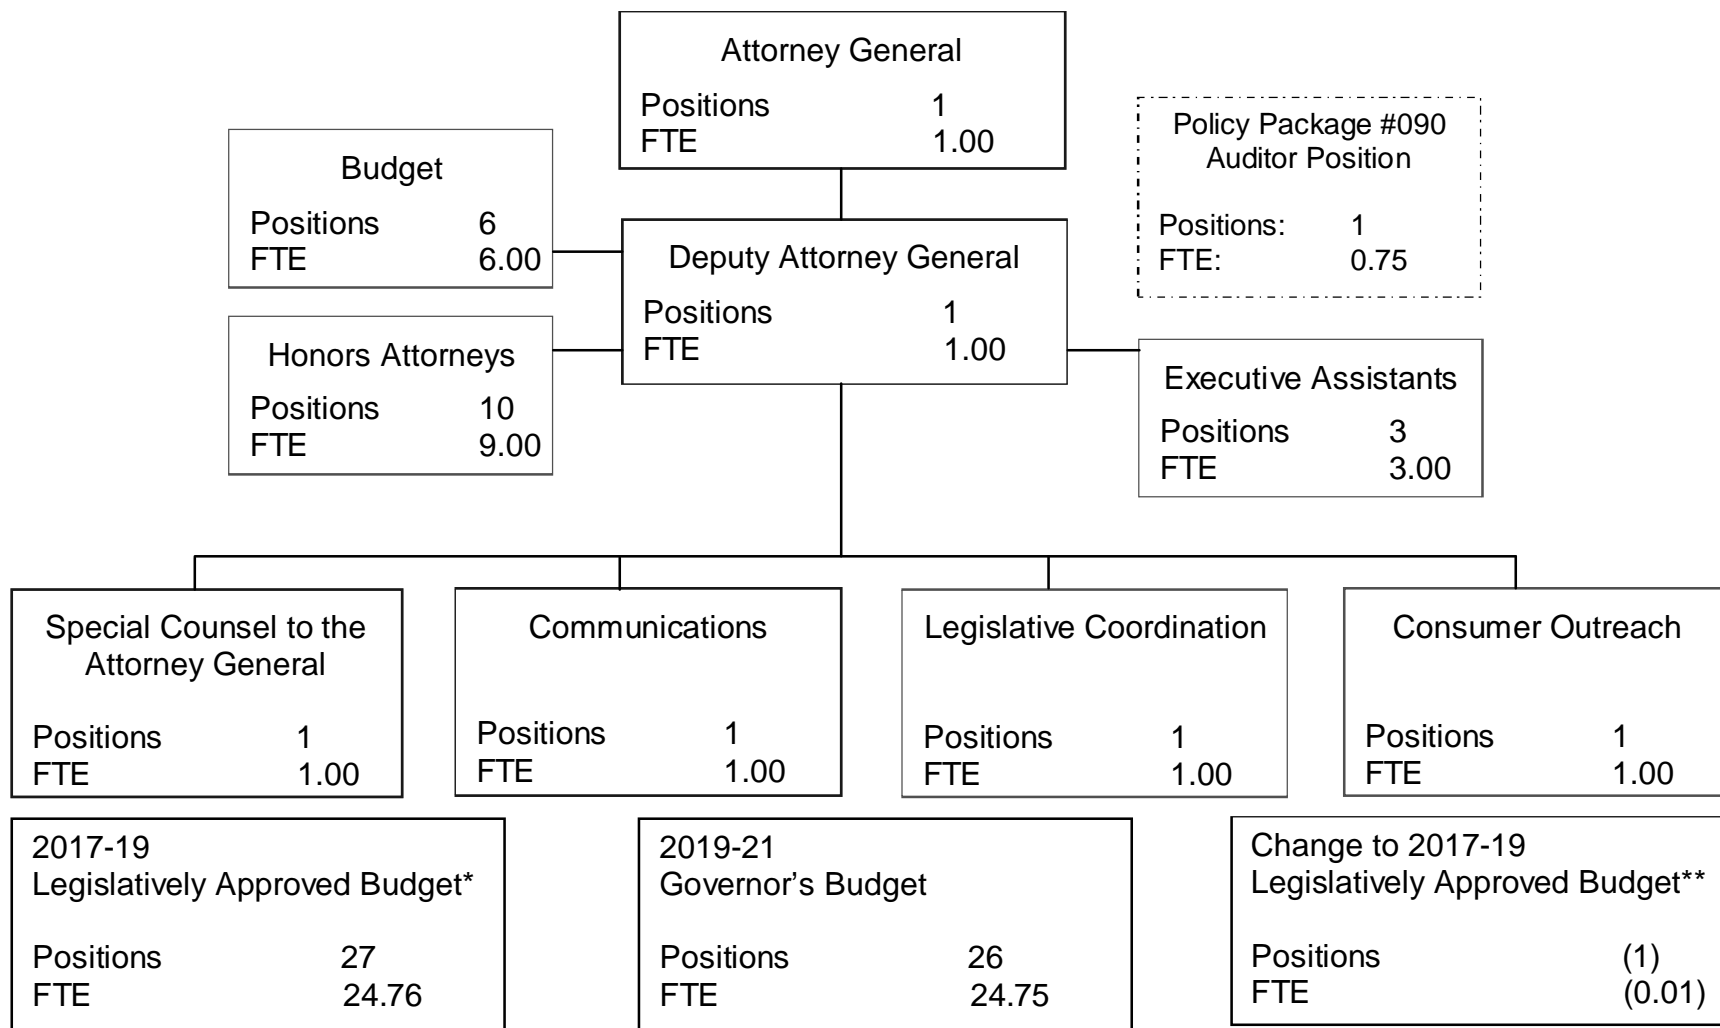 Attorney General
Positions 1
FTE 1.00
Policy Package #090
Auditor Position
Positions: 1
FTE: 0.75
Budget
Positions 6
FTE 6.00
Deputy Attorney General
Positions 1
FTE 1.00
Honors Attorneys
Positions 10
FTE 9.00
Executive Assistants
Positions 3
FTE 3.00
Special Counsel to the
Attorney General
Positions 1
FTE 1.00
Communications
Positions 1
FTE 1.00
Legislative Coordination
Positions 1
FTE 1.00
Consumer Outreach
Positions 1
FTE 1.00
2017-19
Legislatively Approved Budget*
Positions 27
FTE 24.76
2019-21
Governor’s Budget
Positions 26
FTE 24.75
Change to 2017-19
Legislatively Approved Budget**
Positions (1)
FTE (0.01)